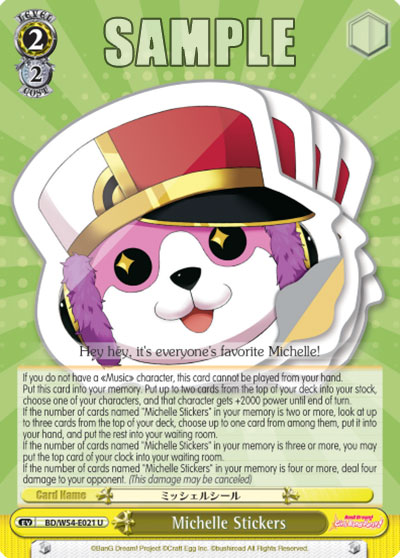 LEVEL
2
2
COST
SAMPLE
Hey hey, it's everyone's favorite Michelle!
If you do not have a «Music» character, this card cannot be played from your hand.
Put this card into your memory. Put up to two cards from the top of your deck into your stock,
choose one of your characters, and that character gets +2000 power until end of turn.
If the number of cards named "Michelle Stickers" in your memory is two or more, look at up
to three cards from the top of your deck, choose up to one card from among them, put it into
your hand, and put the rest into your waiting room.
If the number of cards named "Michelle Stickers" in your memory is three or more, you may
put the top card of your clock into your waiting room.
If the number of cards named "Michelle Stickers" in your memory is four or more, deal four
damage to your opponent. (This damage may be canceled)
Card Name
ミッシェルシール
EV
BD/W54-E021 U
Michelle Stickers
©BanG Dream! Project ©Craft Egg Inc. ©bushiroad All Rights Reserved.